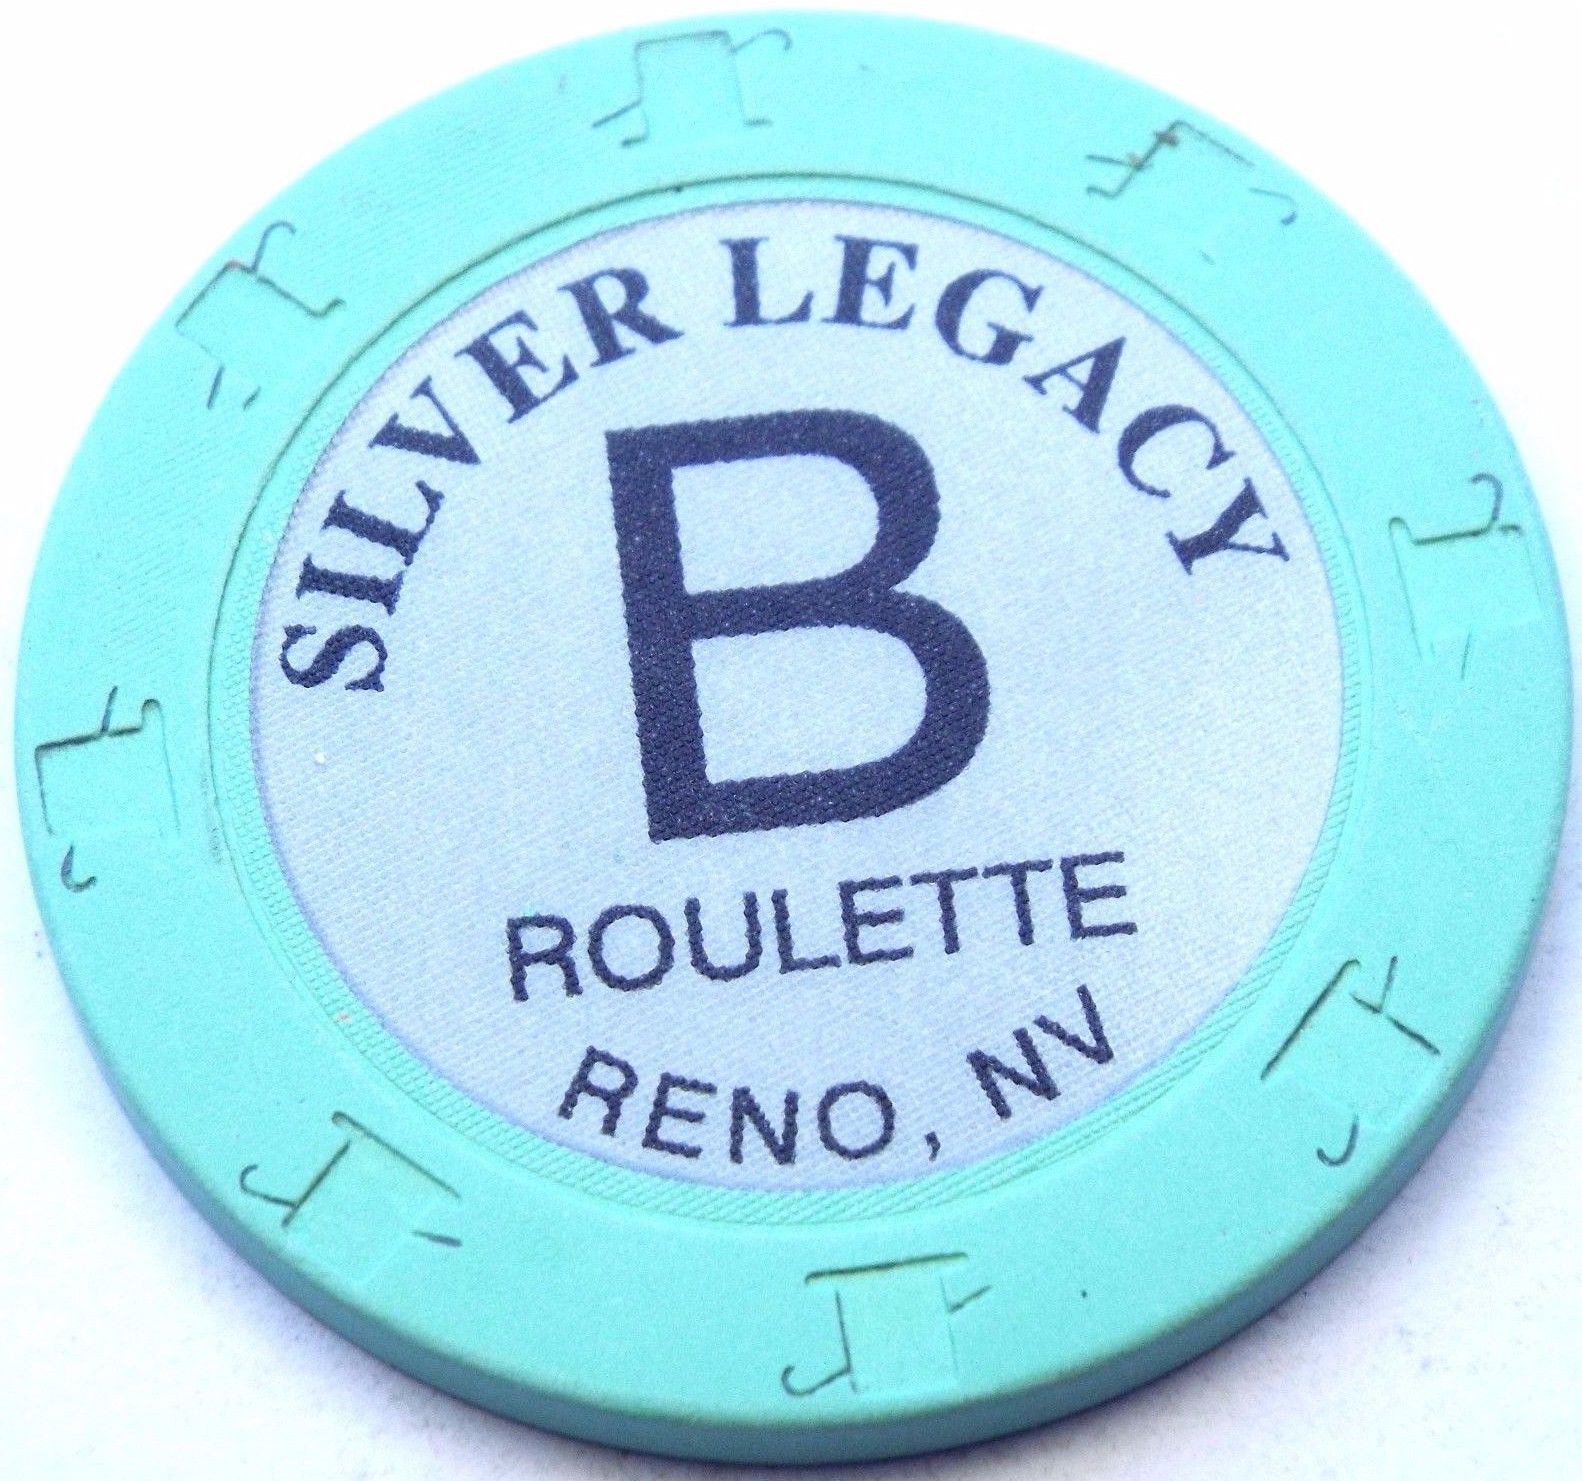 SILVER LEGACY
B
ROULETTE
RENO, NV